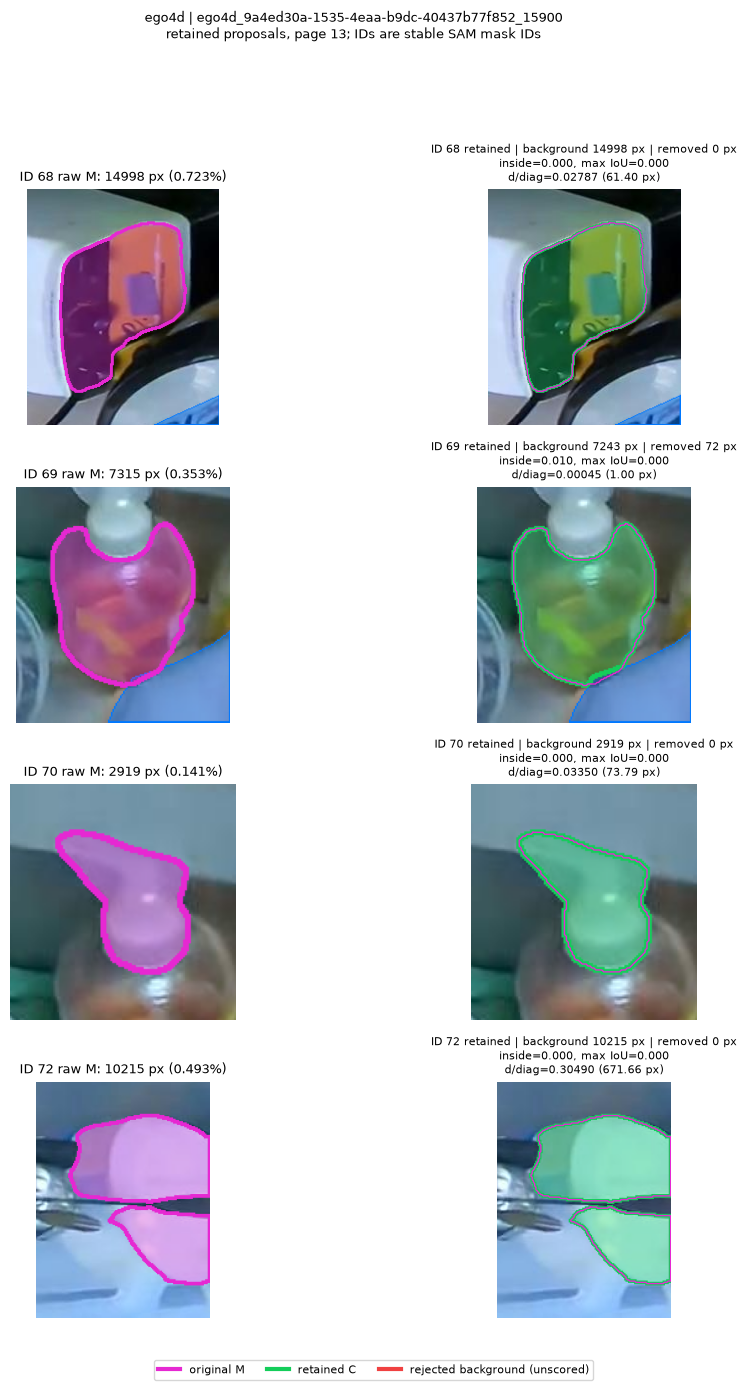 ego4d | ego4d_9a4ed30a-1535-4eaa-b9dc-40437b77f852_15900
retained proposals, page 13; IDs are stable SAM mask IDs
ID 68 raw M: 14998 px (0.723%)
ID 68 retained | background 14998 px | removed 0 px
inside=0.000, max IoU=0.000
d/diag=0.02787 (61.40 px)
ID 69 raw M: 7315 px (0.353%)
ID 69 retained | background 7243 px | removed 72 px
inside=0.010, max IoU=0.000
d/diag=0.00045 (1.00 px)
ID 70 raw M: 2919 px (0.141%)
ID 70 retained | background 2919 px | removed 0 px
inside=0.000, max IoU=0.000
d/diag=0.03350 (73.79 px)
ID 72 raw M: 10215 px (0.493%)
ID 72 retained | background 10215 px | removed 0 px
inside=0.000, max IoU=0.000
d/diag=0.30490 (671.66 px)
original M
retained C
rejected background (unscored)